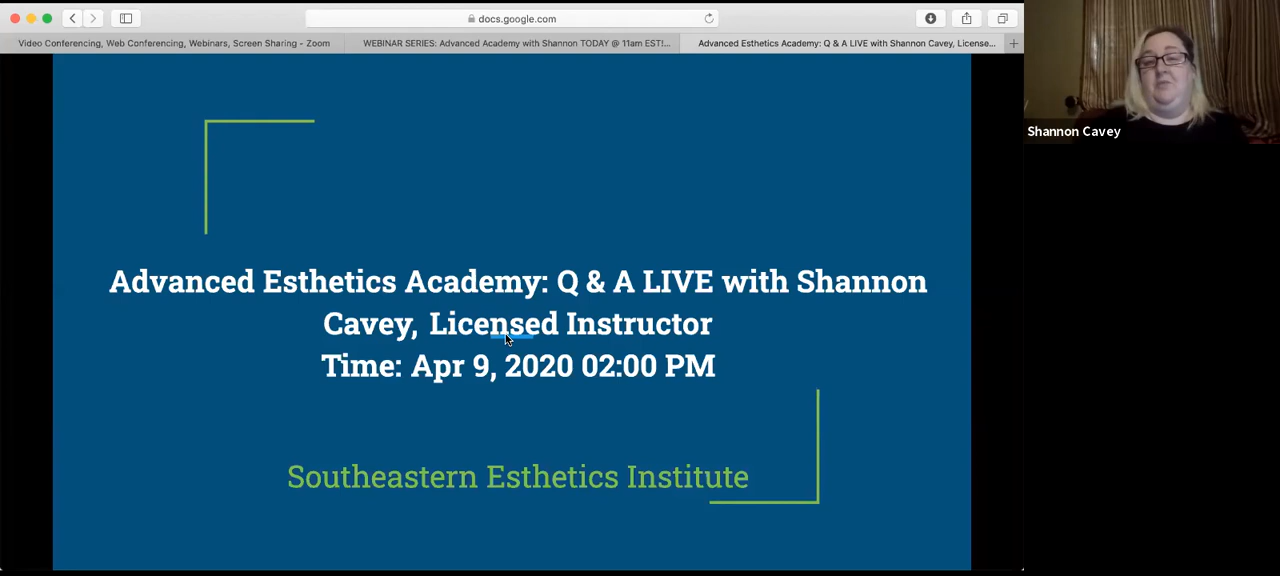 docs.google.com
Video Conferencing, Web Conferencing, Webinars, Screen Sharing - Zoom
WEBINAR SERIES: Advanced Academy with Shannon TODAY @ 11am EST!...
Advanced Esthetics Academy: Q & A LIVE with Shannon Cavey, License...
Shannon Cavey
Advanced Esthetics Academy: Q & A LIVE with Shannon
Cavey, Licensed Instructor
Time: Apr 9, 2020 02:00 PM
Southeastern Esthetics Institute